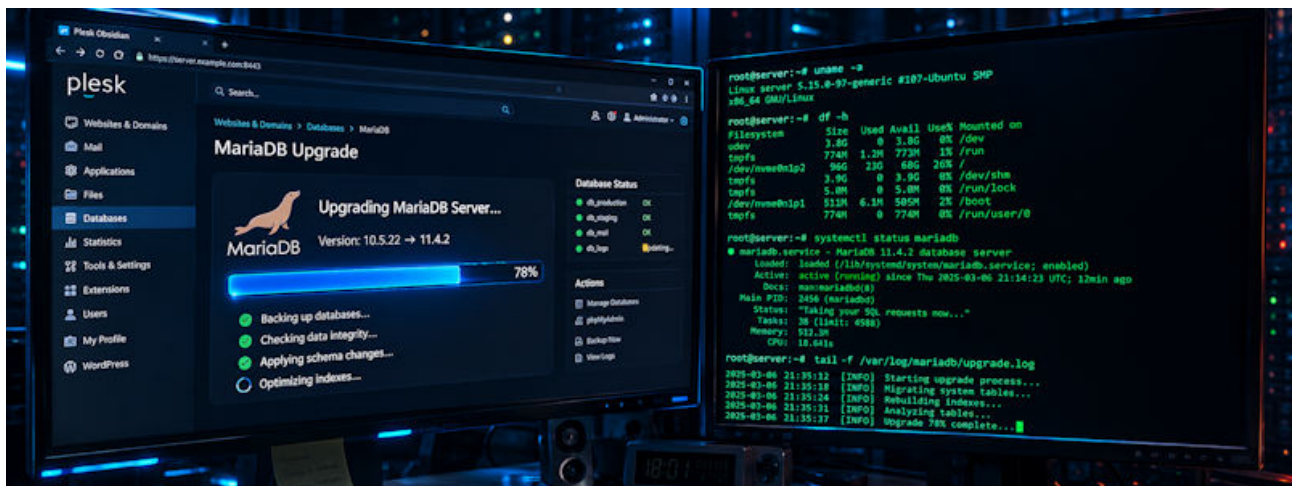 Plesk Obsidian
https://server.example.com:8443
plesk
Search...
Administrator
Websites & Domains
Mail
Applications
Files
Databases
Statistics
Tools & Settings
Extensions
Users
My Profile
WordPress
Websites & Domains > Databases > MariaDB
MariaDB Upgrade
MariaDB
Upgrading MariaDB Server...
Version: 10.5.22 → 11.4.2
78%
Backing up databases...
Checking data integrity...
Applying schema changes...
Optimizing indexes...
Database Status
db_production OK
db_staging OK
db_mail OK
db_logs Updating...
Actions
Manage Databases
phpMyAdmin
Backup Now
View Logs
root@server:~# uname -a
Linux server 5.15.0-97-generic #107-Ubuntu SMP
x86_64 GNU/Linux
root@server:~# df -h
Filesystem Size Used Avail Use% Mounted on
udev 3.8G 0 3.8G 0% /dev
tmpfs 774M 1.2M 773M 1% /run
/dev/nvme0n1p2 96G 23G 68G 26% /
tmpfs 3.9G 0 3.9G 0% /dev/shm
tmpfs 5.0M 0 5.0M 0% /run/lock
/dev/nvme0n1p1 511M 6.1M 505M 2% /boot
tmpfs 774M 0 774M 0% /run/user/0
root@server:~# systemctl status mariadb
mariadb.service - MariaDB 11.4.2 database server
Loaded: loaded (/lib/systemd/system/mariadb.service; enabled)
Active: active (running) since Thu 2025-03-06 21:14:23 UTC; 12min ago
Docs: man:mariadbd(8)
Main PID: 2456 (mariadbd)
Status: "Taking your SQL requests now..."
Tasks: 36 (limit: 4588)
Memory: 512.3M
CPU: 18.641s
root@server:~# tail -f /var/log/mariadb/upgrade.log
2025-03-06 21:35:12 [INFO] Starting upgrade process...
2025-03-06 21:35:18 [INFO] Migrating system tables...
2025-03-06 21:35:24 [INFO] Rebuilding indexes...
2025-03-06 21:35:31 [INFO] Analyzing tables...
2025-03-06 21:35:37 [INFO] Upgrade 78% complete...
18:01